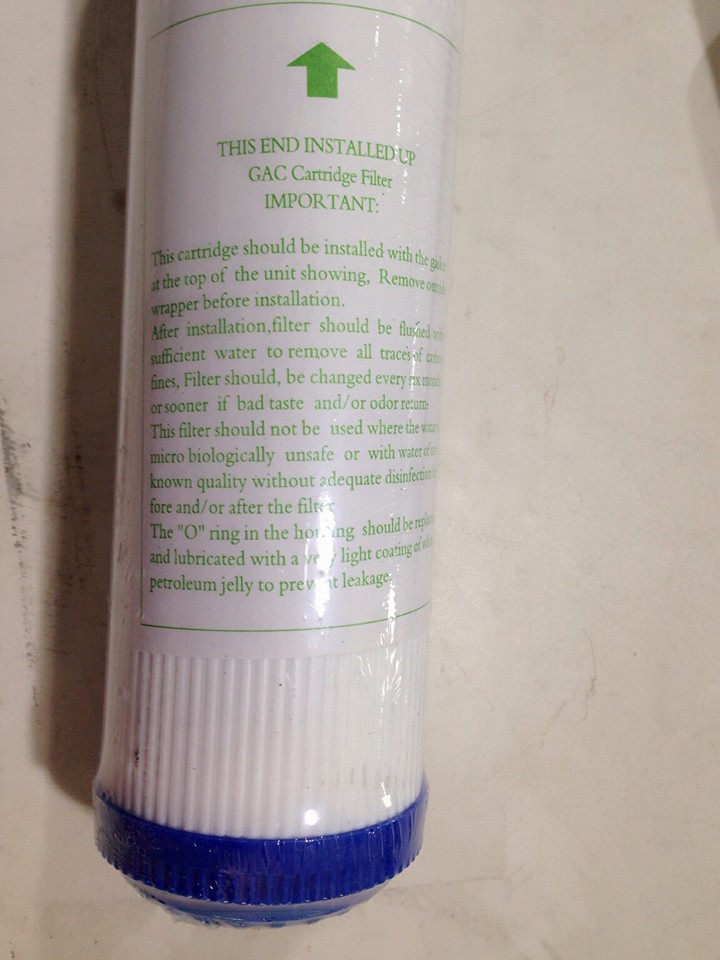 THIS END INSTALLED UP
GAC Cartridge Filter
IMPORTANT:
This cartridge should be installed with the
at the top of the unit showing, Remove
wrapper before installation.
After installation,filter should be flushed
sufficient water to remove all traces of
fines, Filter should, be changed every six
or sooner if bad taste and/or odor return.
This filter should not be used where the
micro biologically unsafe or with water of
known quality without adequate disinfection
fore and/or after the filter
The "O" ring in the housing should be
and lubricated with a very light coating of
petroleum jelly to prevent leakage.